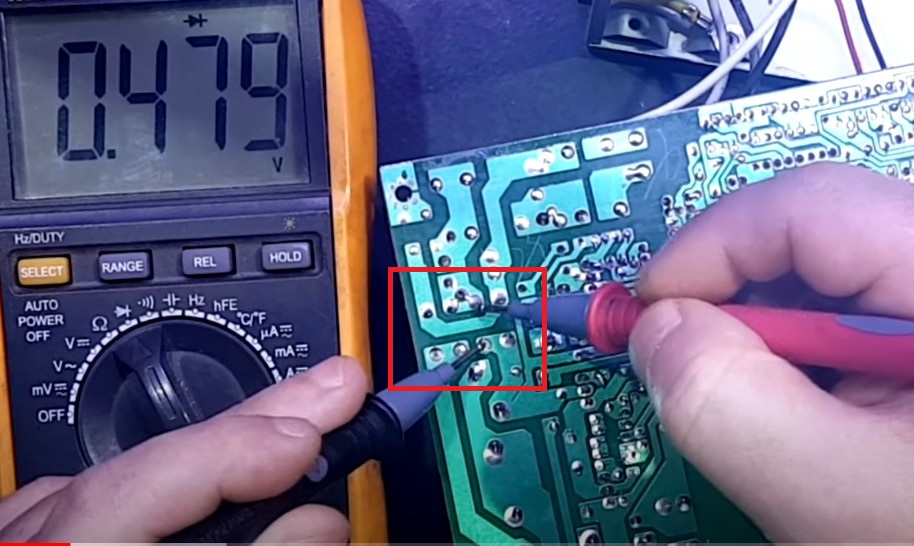 0.479
V
Hz/DUTY
SELECT
RANGE
REL
HOLD
AUTO
POWER
OFF
Ω
Hz
hFE
°C/°F
V
µA
V~
mA
mV
A
OFF